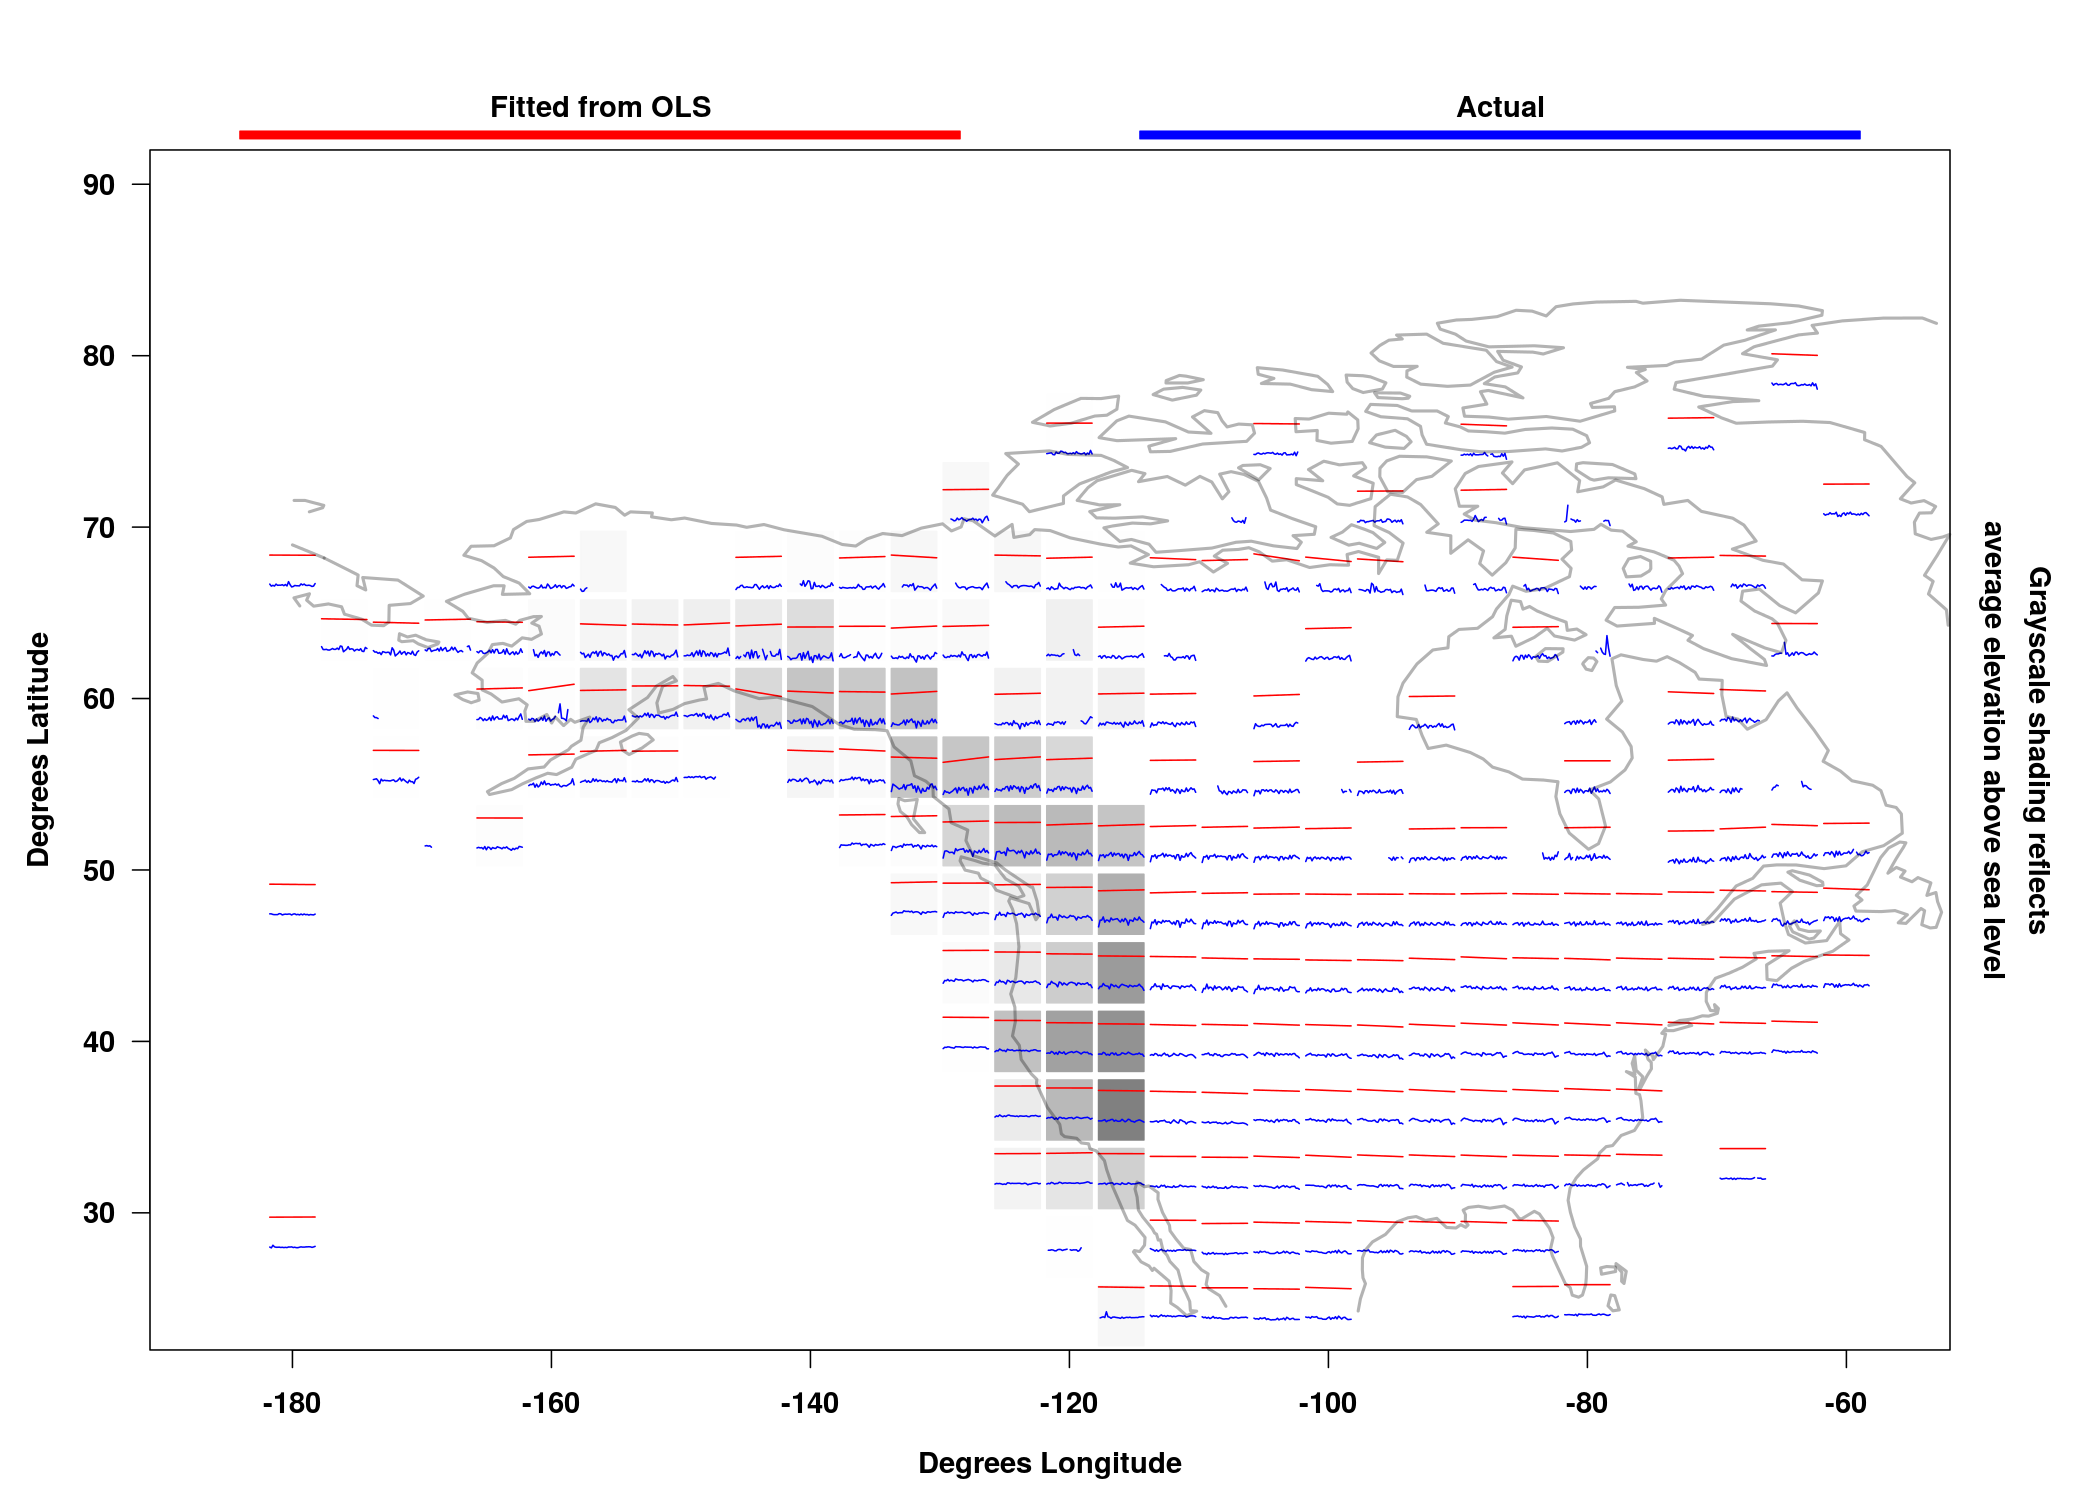 Fitted from OLS
Actual
90
80
70
60
50
40
30
Degrees Latitude
-180
-160
-140
-120
-100
-80
-60
Degrees Longitude
Grayscale shading reflects
average elevation above sea level